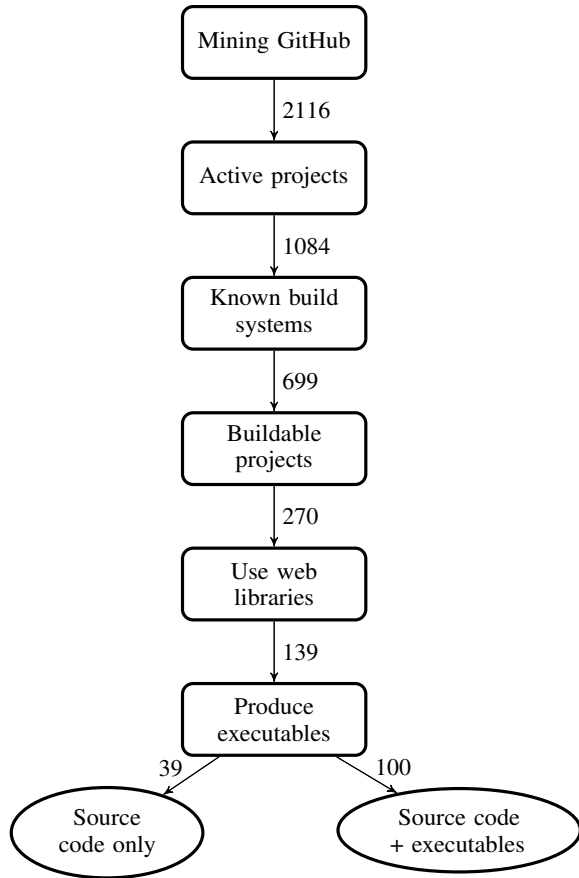 Mining GitHub
2116
Active projects
1084
Known build
systems
699
Buildable
projects
270
Use web
libraries
139
Produce
executables
39
100
Source
code only
Source code
+ executables